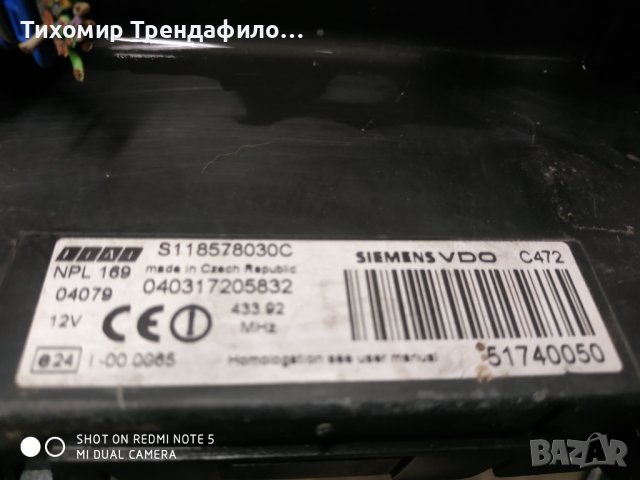 Тихомир Трендафило...
FIAT
S118578030C
SIEMENS VDO C472
NPL 169
made in Czech Republic
04079
040317205832
12V
CE
433.92
MHz
e24
I-00 0065
Homologation see user manual
51740050
SHOT ON REDMI NOTE 5
MI DUAL CAMERA
BAZAR